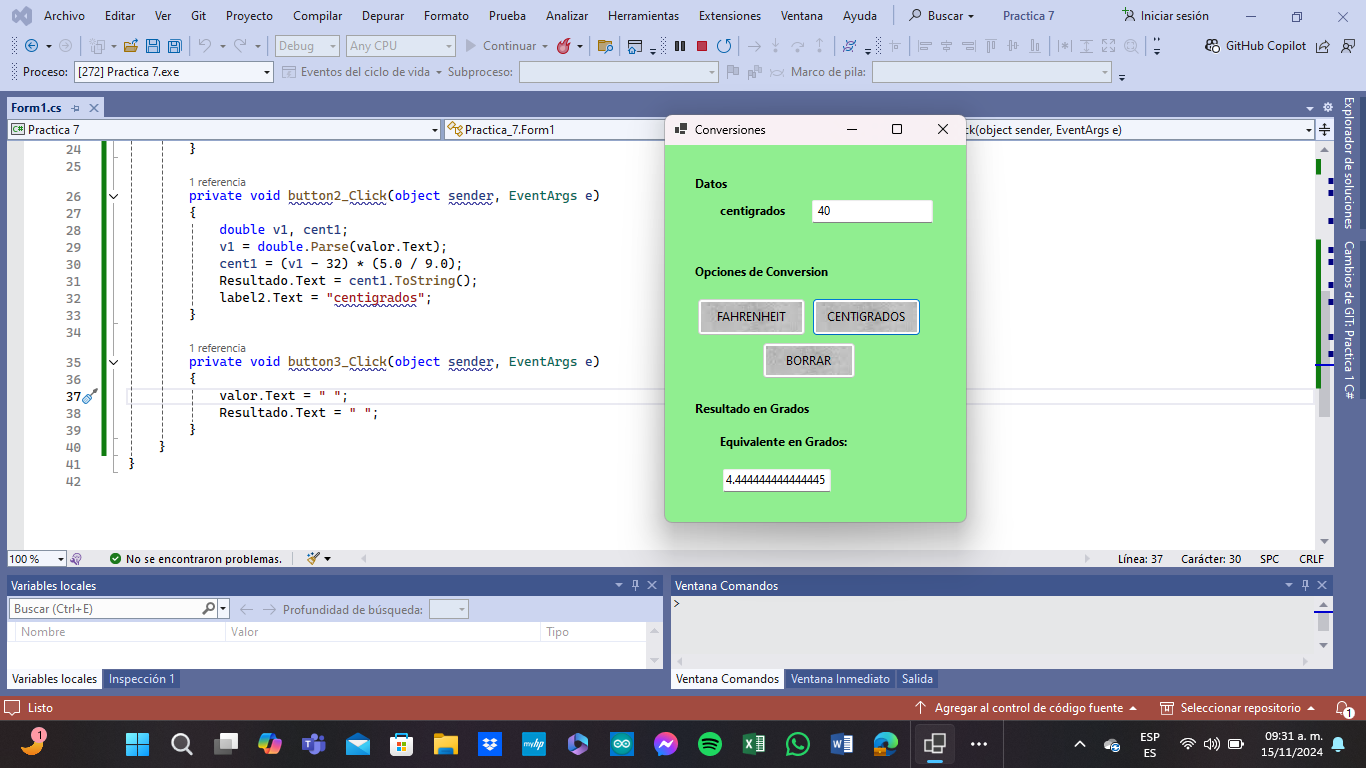 Archivo Editar Ver Git Proyecto Compilar Depurar Formato Prueba Analizar Herramientas Extensiones Ventana Ayuda Buscar Practica 7 Iniciar sesión
Debug Any CPU Continuar GitHub Copilot
Proceso: [272] Practica 7.exe Eventos del ciclo de vida Subproceso: Marco de pila:
Form1.cs
C# Practica 7 Practica_7.Form1 ck(object sender, EventArgs e)
24 }
25
1 referencia
26 private void button2_Click(object sender, EventArgs e)
27 {
28 double v1, cent1;
29 v1 = double.Parse(valor.Text);
30 cent1 = (v1 - 32) * (5.0 / 9.0);
31 Resultado.Text = cent1.ToString();
32 label2.Text = "centigrados";
33 }
34
1 referencia
35 private void button3_Click(object sender, EventArgs e)
36 {
37 valor.Text = " ";
38 Resultado.Text = " ";
39 }
40 }
41 }
42
Conversiones
Datos
centigrados 40
Opciones de Conversion
FAHRENHEIT CENTIGRADOS
BORRAR
Resultado en Grados
Equivalente en Grados:
4.444444444444445
Explorador de soluciones
Cambios de GIT: Practica 1 C#
100 % No se encontraron problemas. Línea: 37 Carácter: 30 SPC CRLF
Variables locales
Buscar (Ctrl+E) Profundidad de búsqueda:
Nombre Valor Tipo
Variables locales Inspección 1
Ventana Comandos
>
Ventana Comandos Ventana Inmediato Salida
Listo Agregar al control de código fuente Seleccionar repositorio 1
1 myhp ESP
ES
09:31 a. m.
15/11/2024